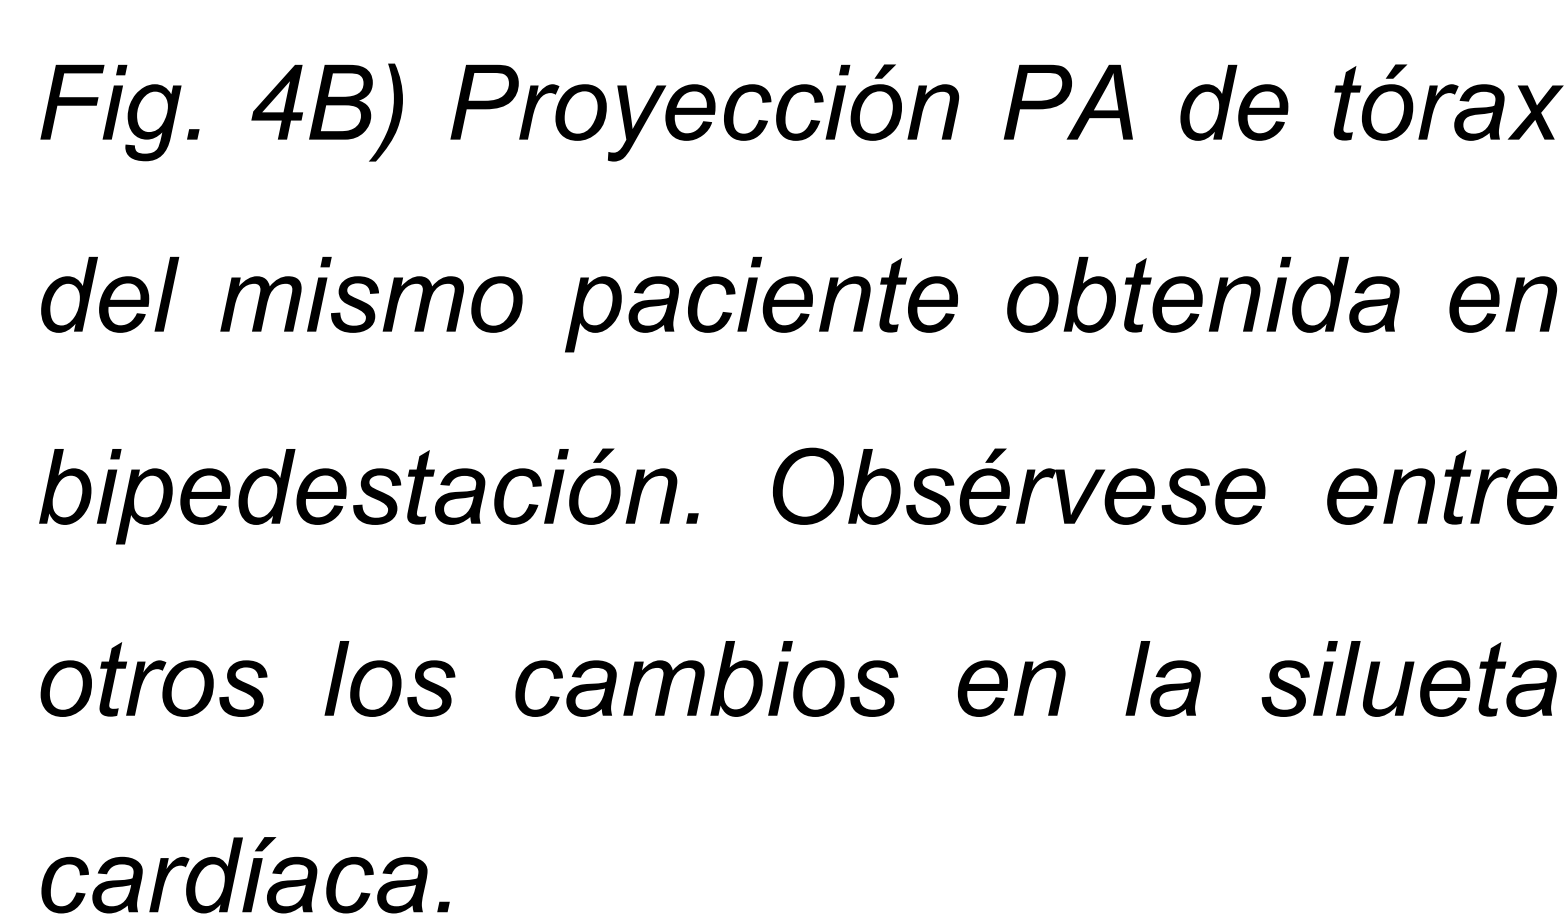 Fig. 4B) Proyección PA de tórax
del mismo paciente obtenida en
bipedestación. Obsérvese entre
otros los cambios en la silueta
cardíaca.